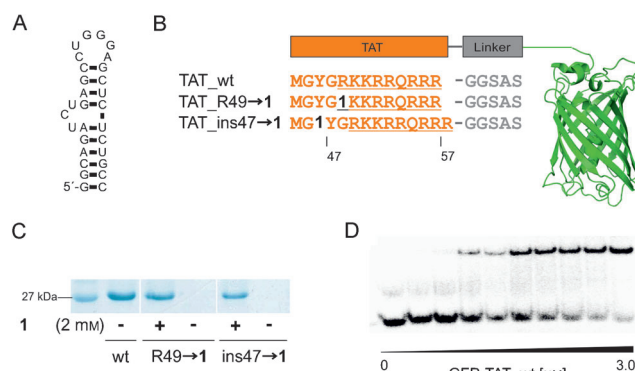 A
B
G
U G
U G
C A
C G
G C
A U
G C
U
C
U
A U
G C
A U
C G
G C
5´-G C
TAT Linker
TAT_wt MGYGRKKRRQRRR -GGSAS
TAT_R49→1 MGYG1KKRRQRRR -GGSAS
TAT_ins47→1 MG1YGRKKRRQRRR -GGSAS
47 57
C
27 kDa
1 (2 mM) - + - + -
wt R49→1 ins47→1
D
0 3.0